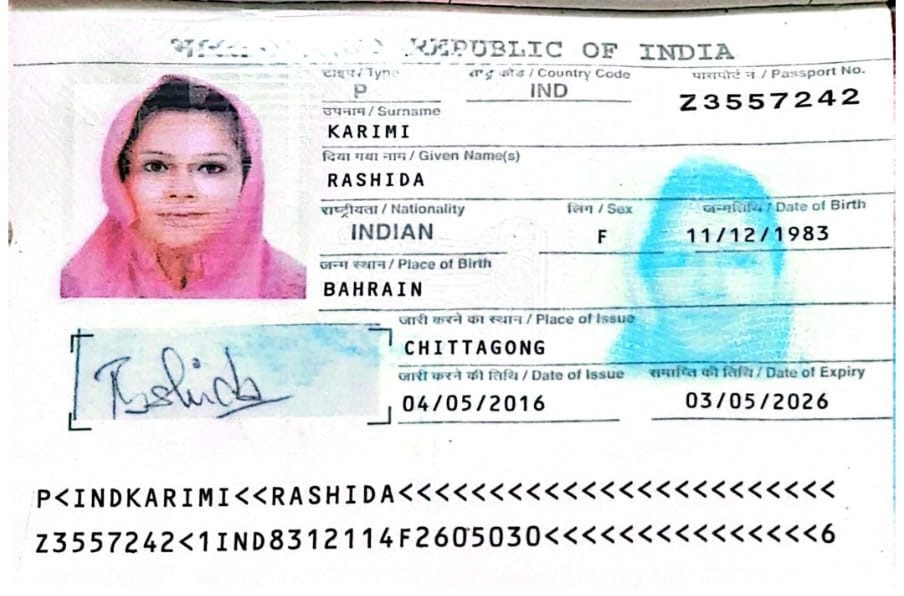 REPUBLIC OF INDIA
टाइप / Type
P
राष्ट्र कोड / Country Code
IND
पासपोर्ट नं / Passport No.
Z3557242
उपनाम / Surname
KARIMI
दिया गया नाम / Given Name(s)
RASHIDA
राष्ट्रीयता / Nationality
INDIAN
लिंग / Sex
F
जन्मतिथि / Date of Birth
11/12/1983
जन्म स्थान / Place of Birth
BAHRAIN
जारी करने का स्थान / Place of Issue
CHITTAGONG
जारी करने की तिथि / Date of Issue
04/05/2016
समाप्ति की तिथि / Date of Expiry
03/05/2026
Rashida
P<INDKARIMI<<RASHIDA<<<<<<<<<<<<<<<<<<<<<<<<
Z3557242<1IND8312114F2605030<<<<<<<<<<<<<<<6